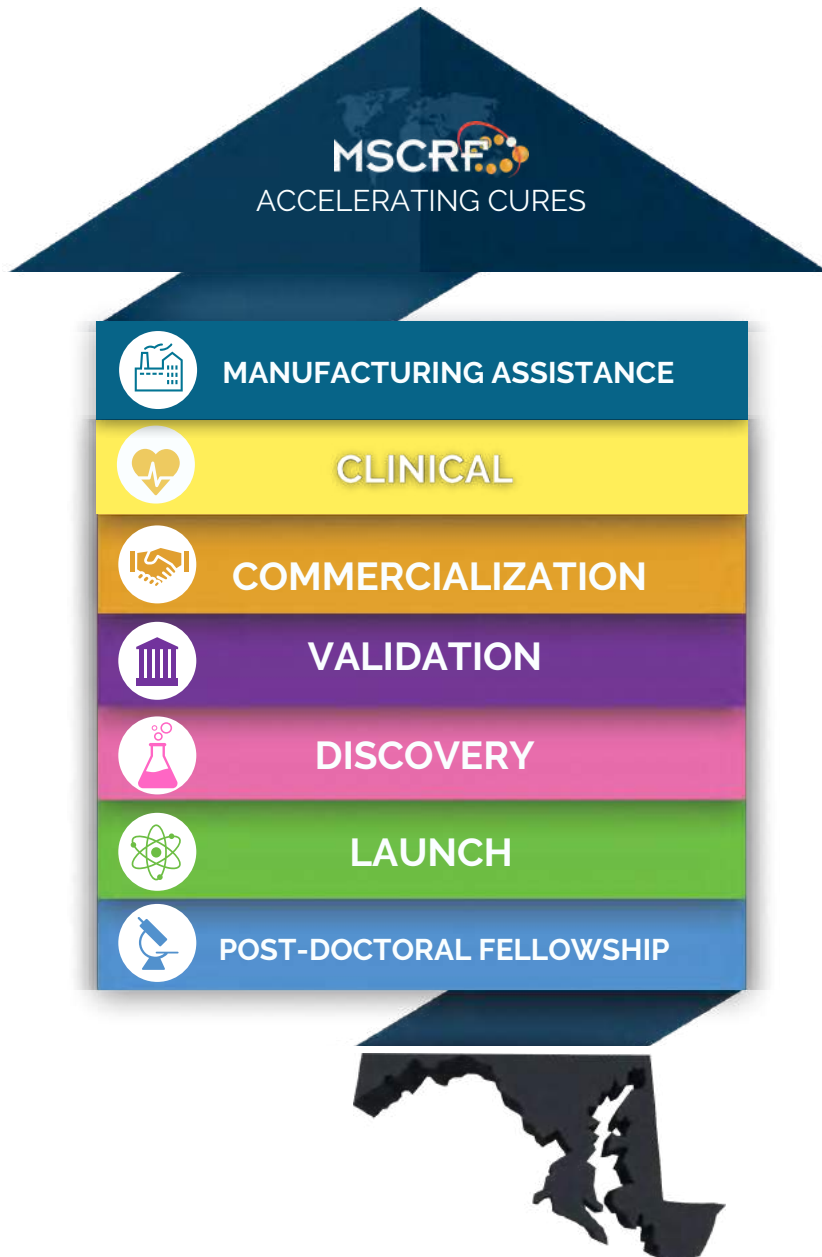 MSCRF
ACCELERATING CURES
MANUFACTURING ASSISTANCE
CLINICAL
COMMERCIALIZATION
VALIDATION
DISCOVERY
LAUNCH
POST-DOCTORAL FELLOWSHIP